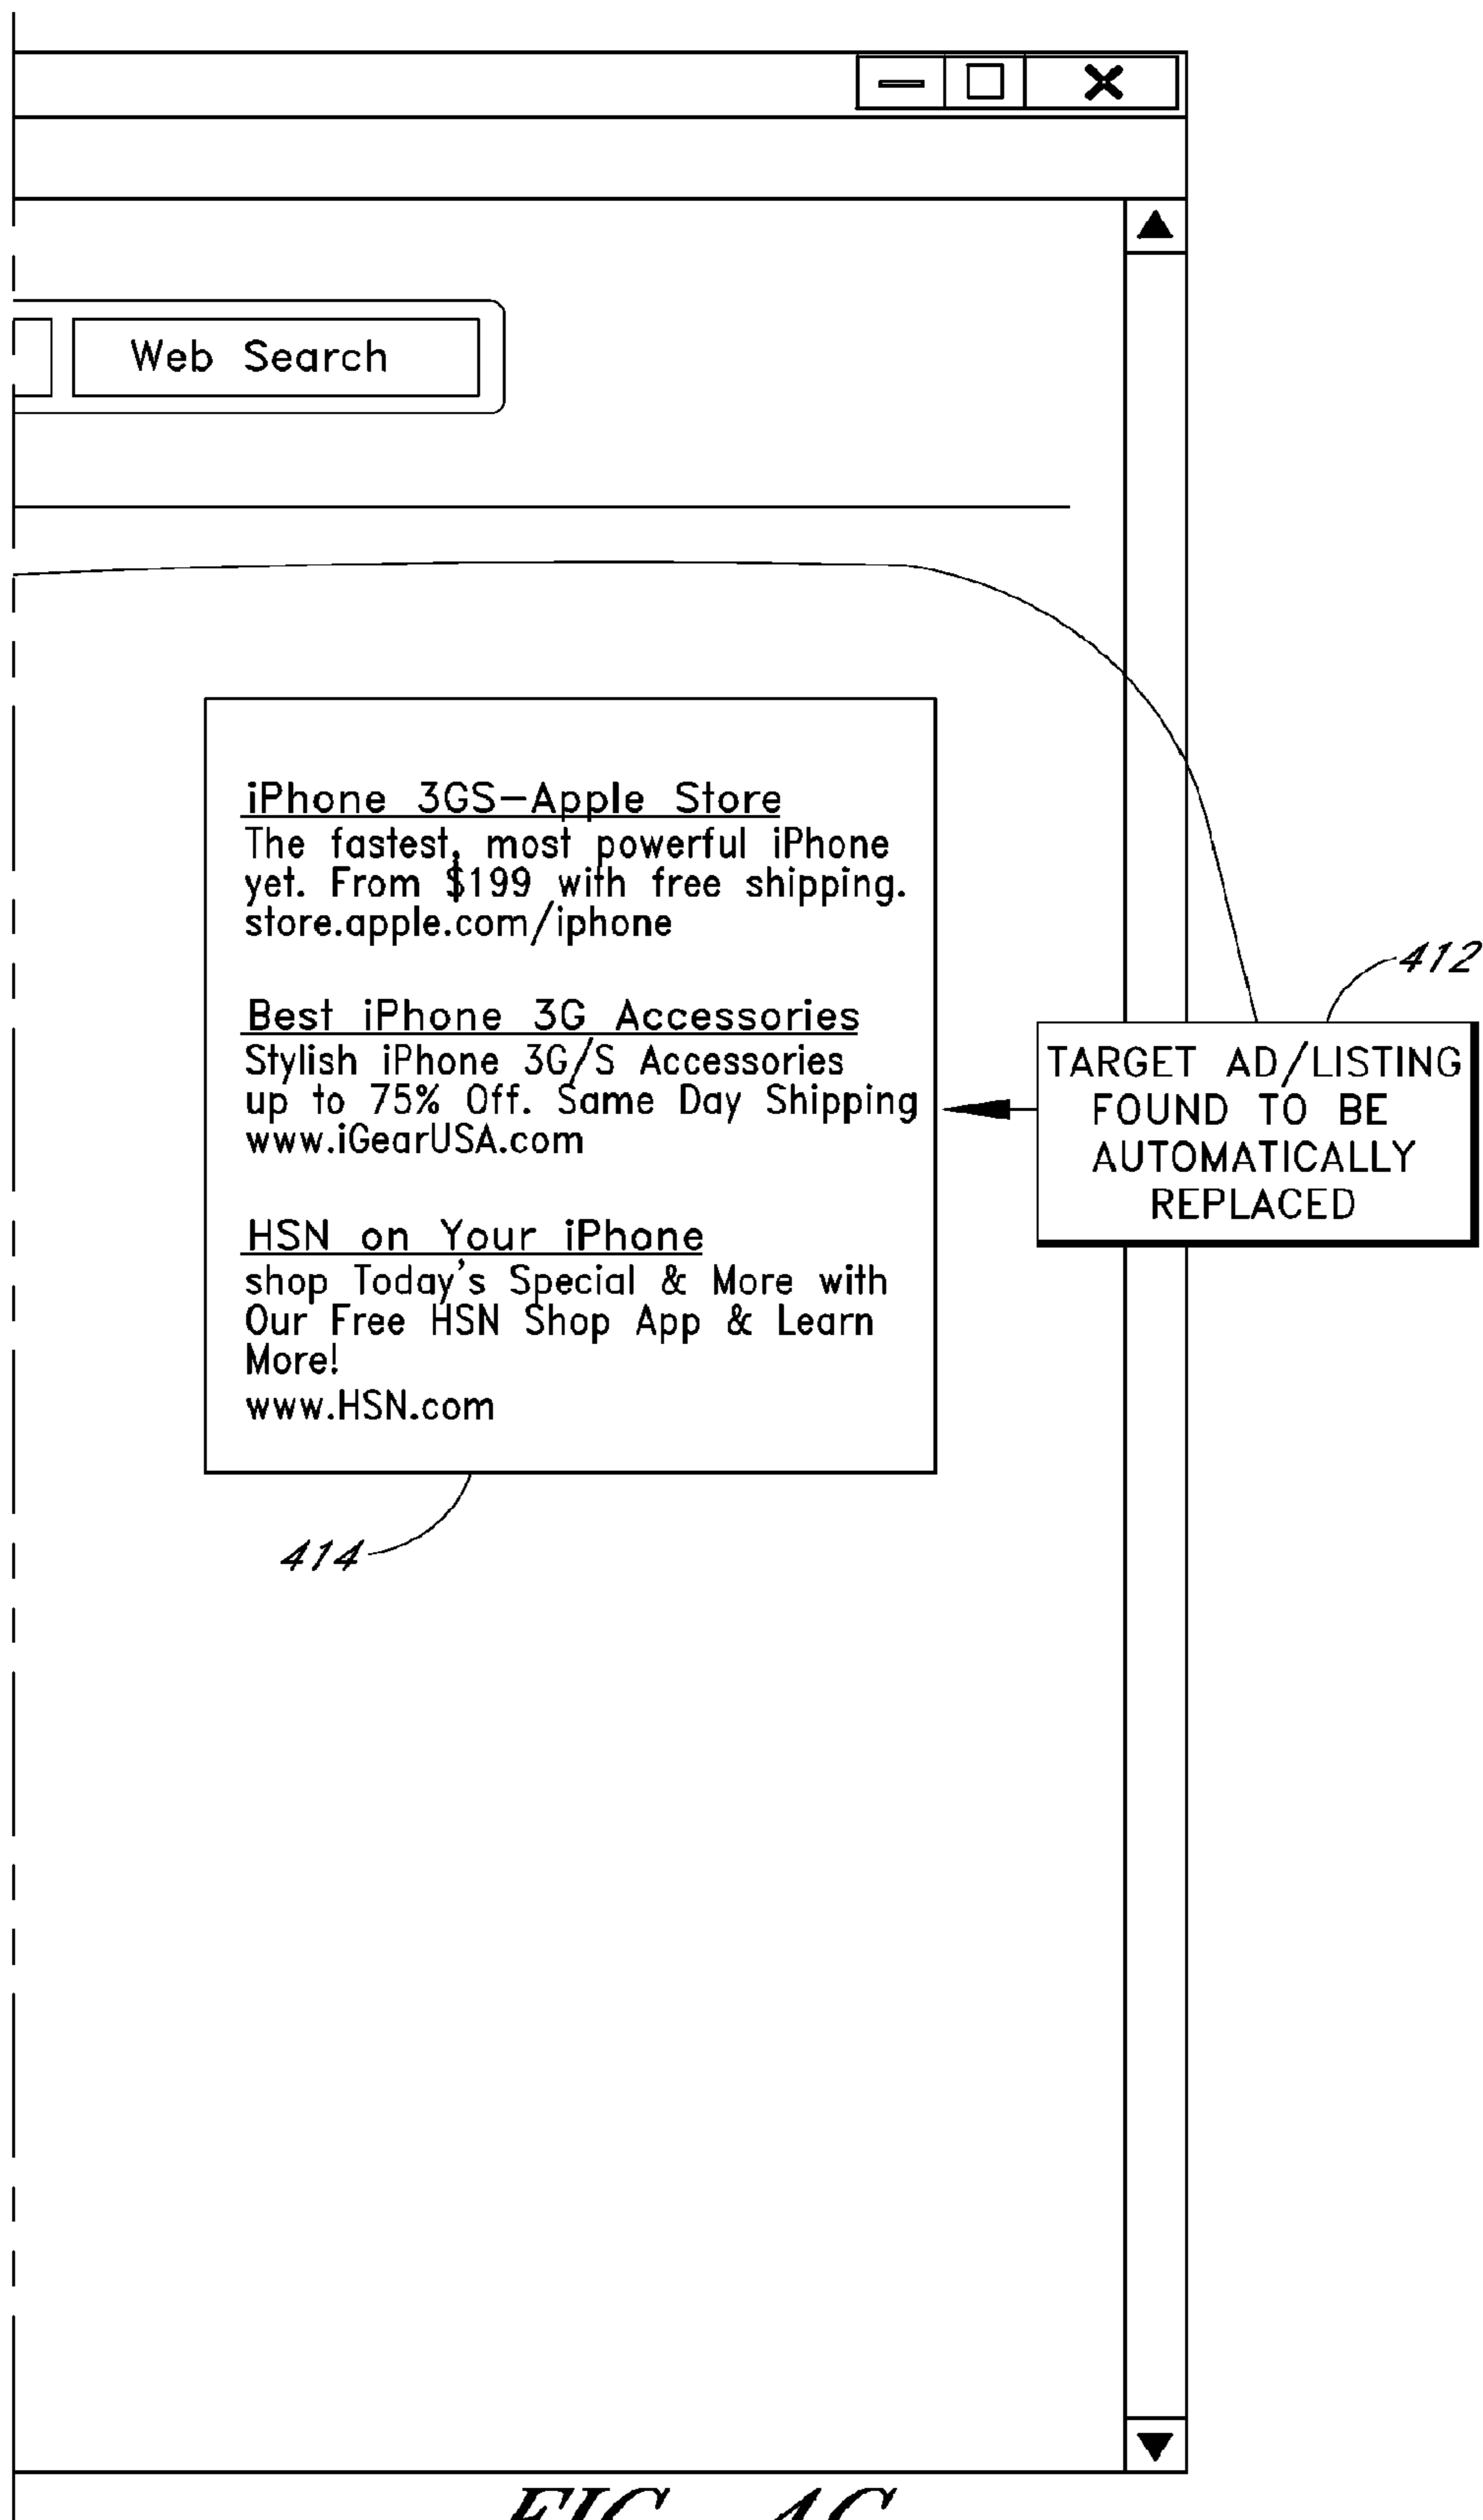 Web Search
iPhone 3GS-Apple Store
The fastest, most powerful iPhone
yet. From $199 with free shipping.
store.apple.com/iphone
412
Best iPhone 3G Accessories
Stylish iPhone 3G/S Accessories
up to 75% Off. Same Day Shipping
www.iGearUSA.com
TARGET AD/LISTING
FOUND TO BE
AUTOMATICALLY
REPLACED
HSN on Your iPhone
shop Today's Special & More with
Our Free HSN Shop App & Learn
More!
www.HSN.com
414